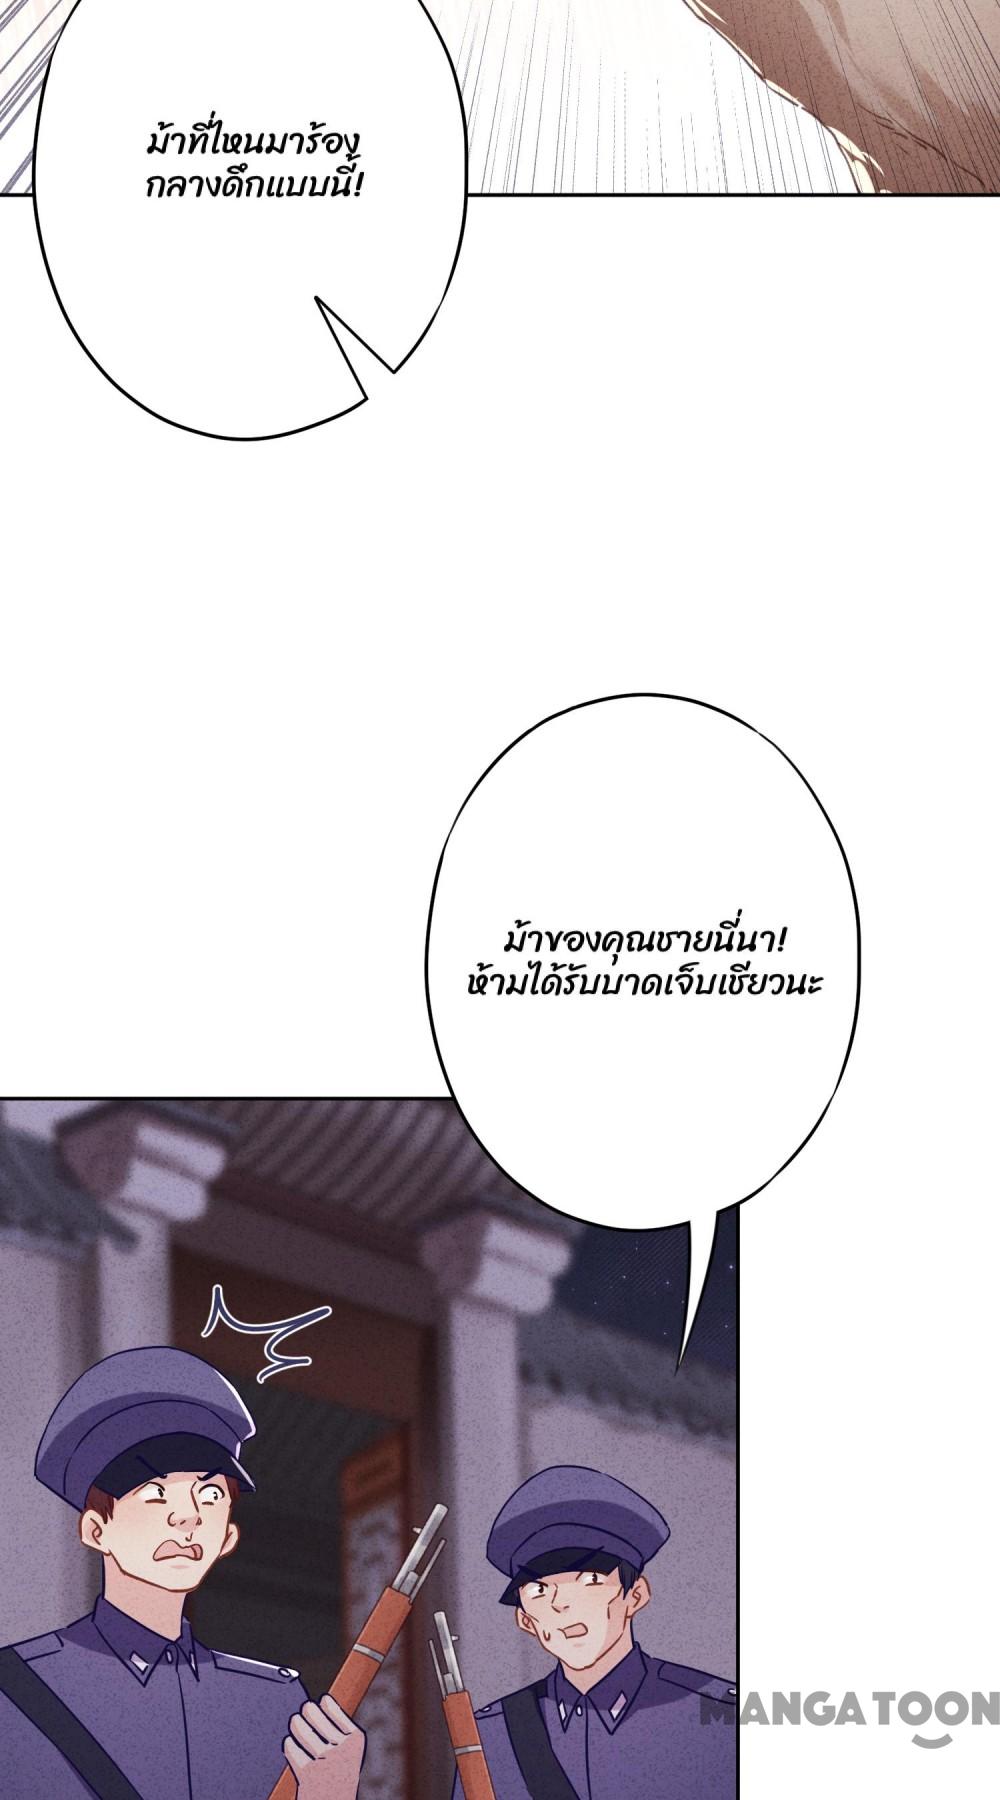 ม้าที่ไหนมาร้อง
กลางดึกแบบนี้!
ม้าของคุณชายนี่นา!
ห้ามได้รับบาดเจ็บเชียวนะ
MANGATOON